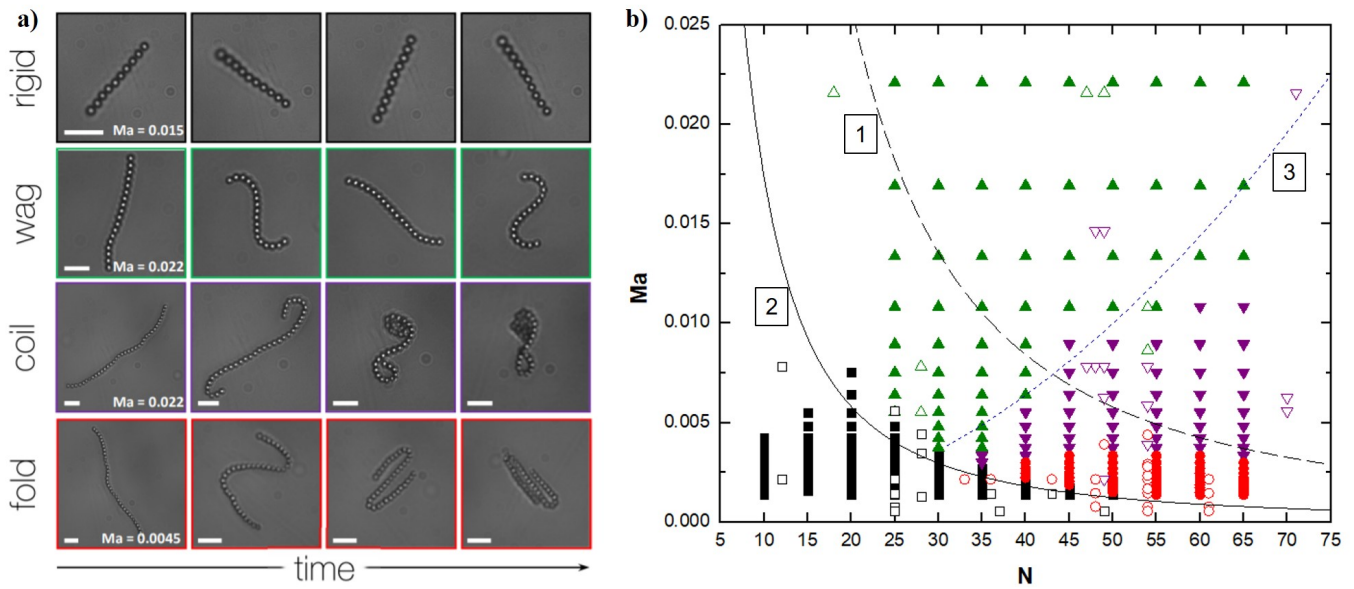 a)
rigid
Ma = 0.015
wag
Ma = 0.022
coil
Ma = 0.022
fold
Ma = 0.0045
time
b)
Ma
0.025
0.020
0.015
0.010
0.005
0.000
1
2
3
5 10 15 20 25 30 35 40 45 50 55 60 65 70 75
N